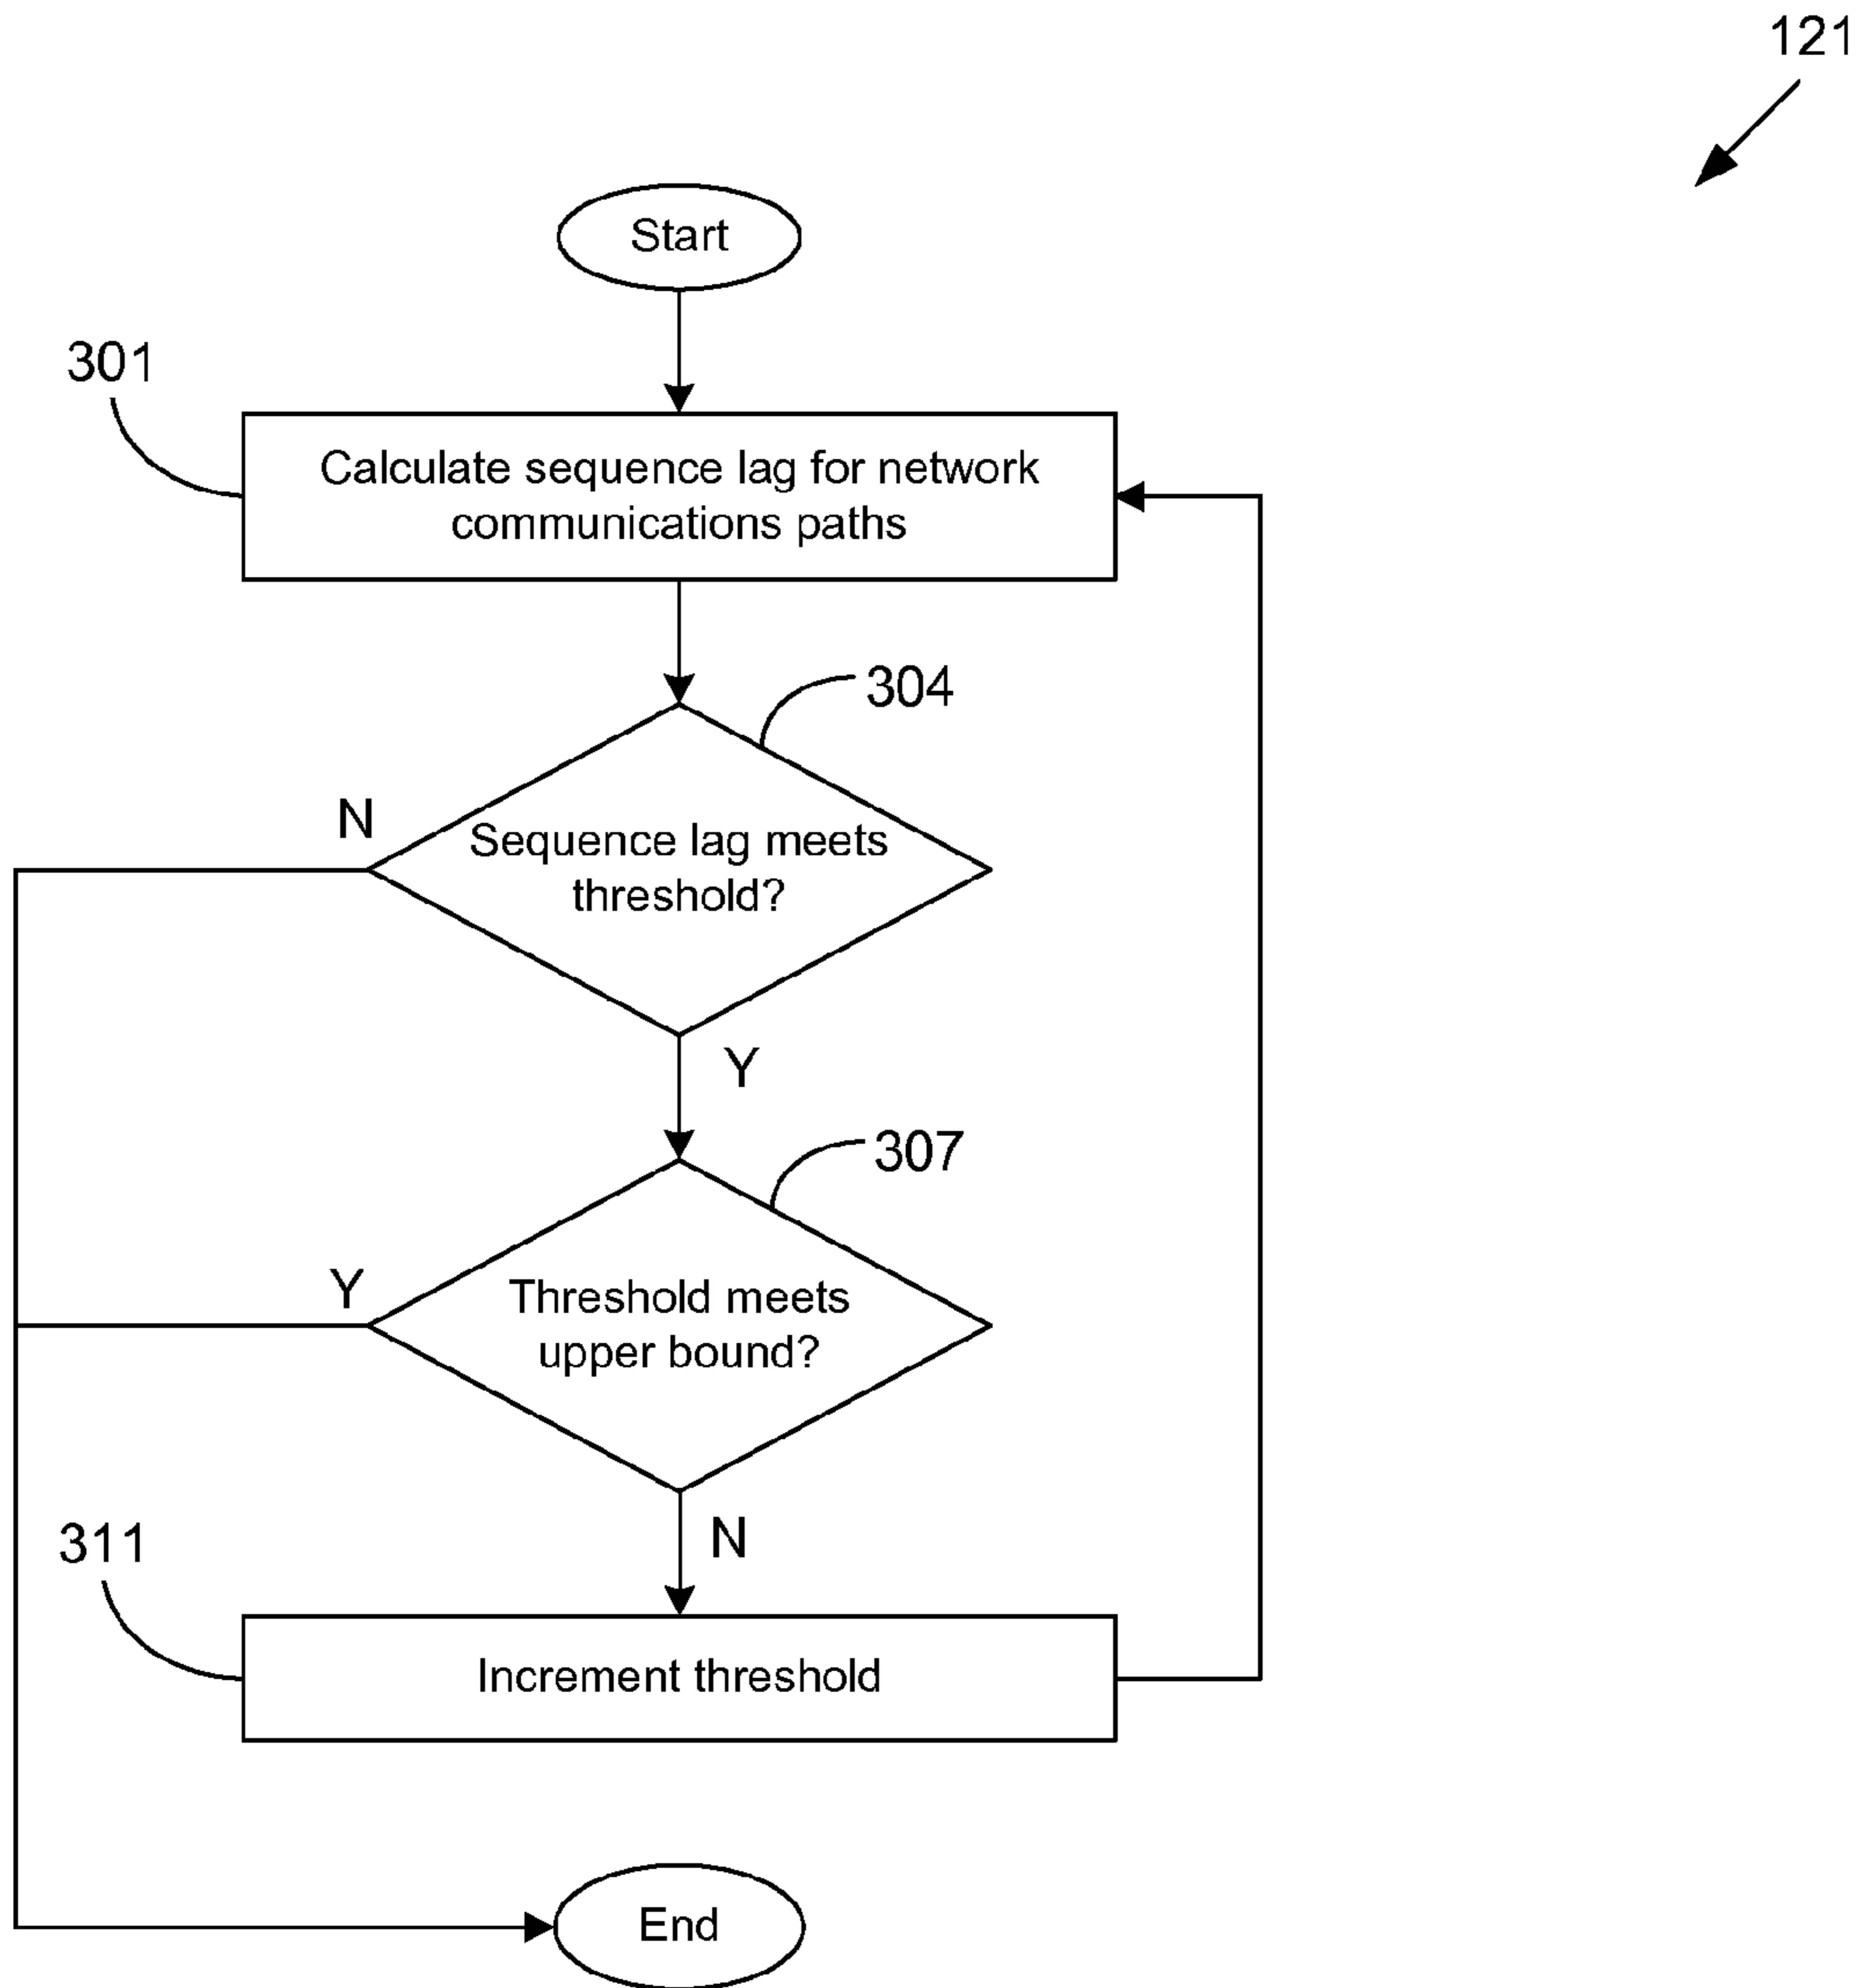 121
Start
301
Calculate sequence lag for network
communications paths
304
N
Sequence lag meets
threshold?
Y
307
Y
Threshold meets
upper bound?
N
311
Increment threshold
End